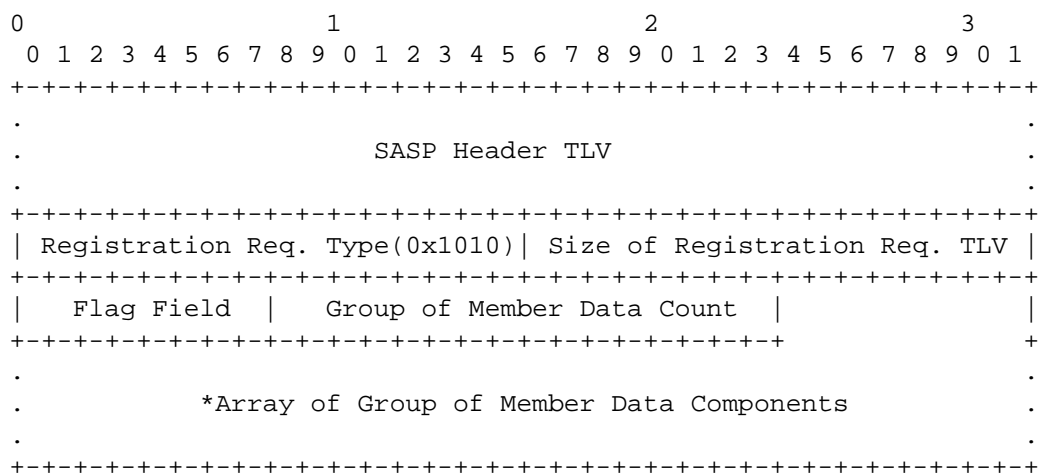 0                   1                   2                   3
 0 1 2 3 4 5 6 7 8 9 0 1 2 3 4 5 6 7 8 9 0 1 2 3 4 5 6 7 8 9 0 1
+-+-+-+-+-+-+-+-+-+-+-+-+-+-+-+-+-+-+-+-+-+-+-+-+-+-+-+-+-+-+-+-+
.                                                               .
.                      SASP Header TLV                          .
.                                                               .
+-+-+-+-+-+-+-+-+-+-+-+-+-+-+-+-+-+-+-+-+-+-+-+-+-+-+-+-+-+-+-+-+
| Registration Req. Type(0x1010)| Size of Registration Req. TLV |
+-+-+-+-+-+-+-+-+-+-+-+-+-+-+-+-+-+-+-+-+-+-+-+-+-+-+-+-+-+-+-+-+
|   Flag Field  |   Group of Member Data Count  |               |
+-+-+-+-+-+-+-+-+-+-+-+-+-+-+-+-+-+-+-+-+-+-+-+-+               +
.                                                               .
.           *Array of Group of Member Data Components           .
.                                                               .
+-+-+-+-+-+-+-+-+-+-+-+-+-+-+-+-+-+-+-+-+-+-+-+-+-+-+-+-+-+-+-+-+